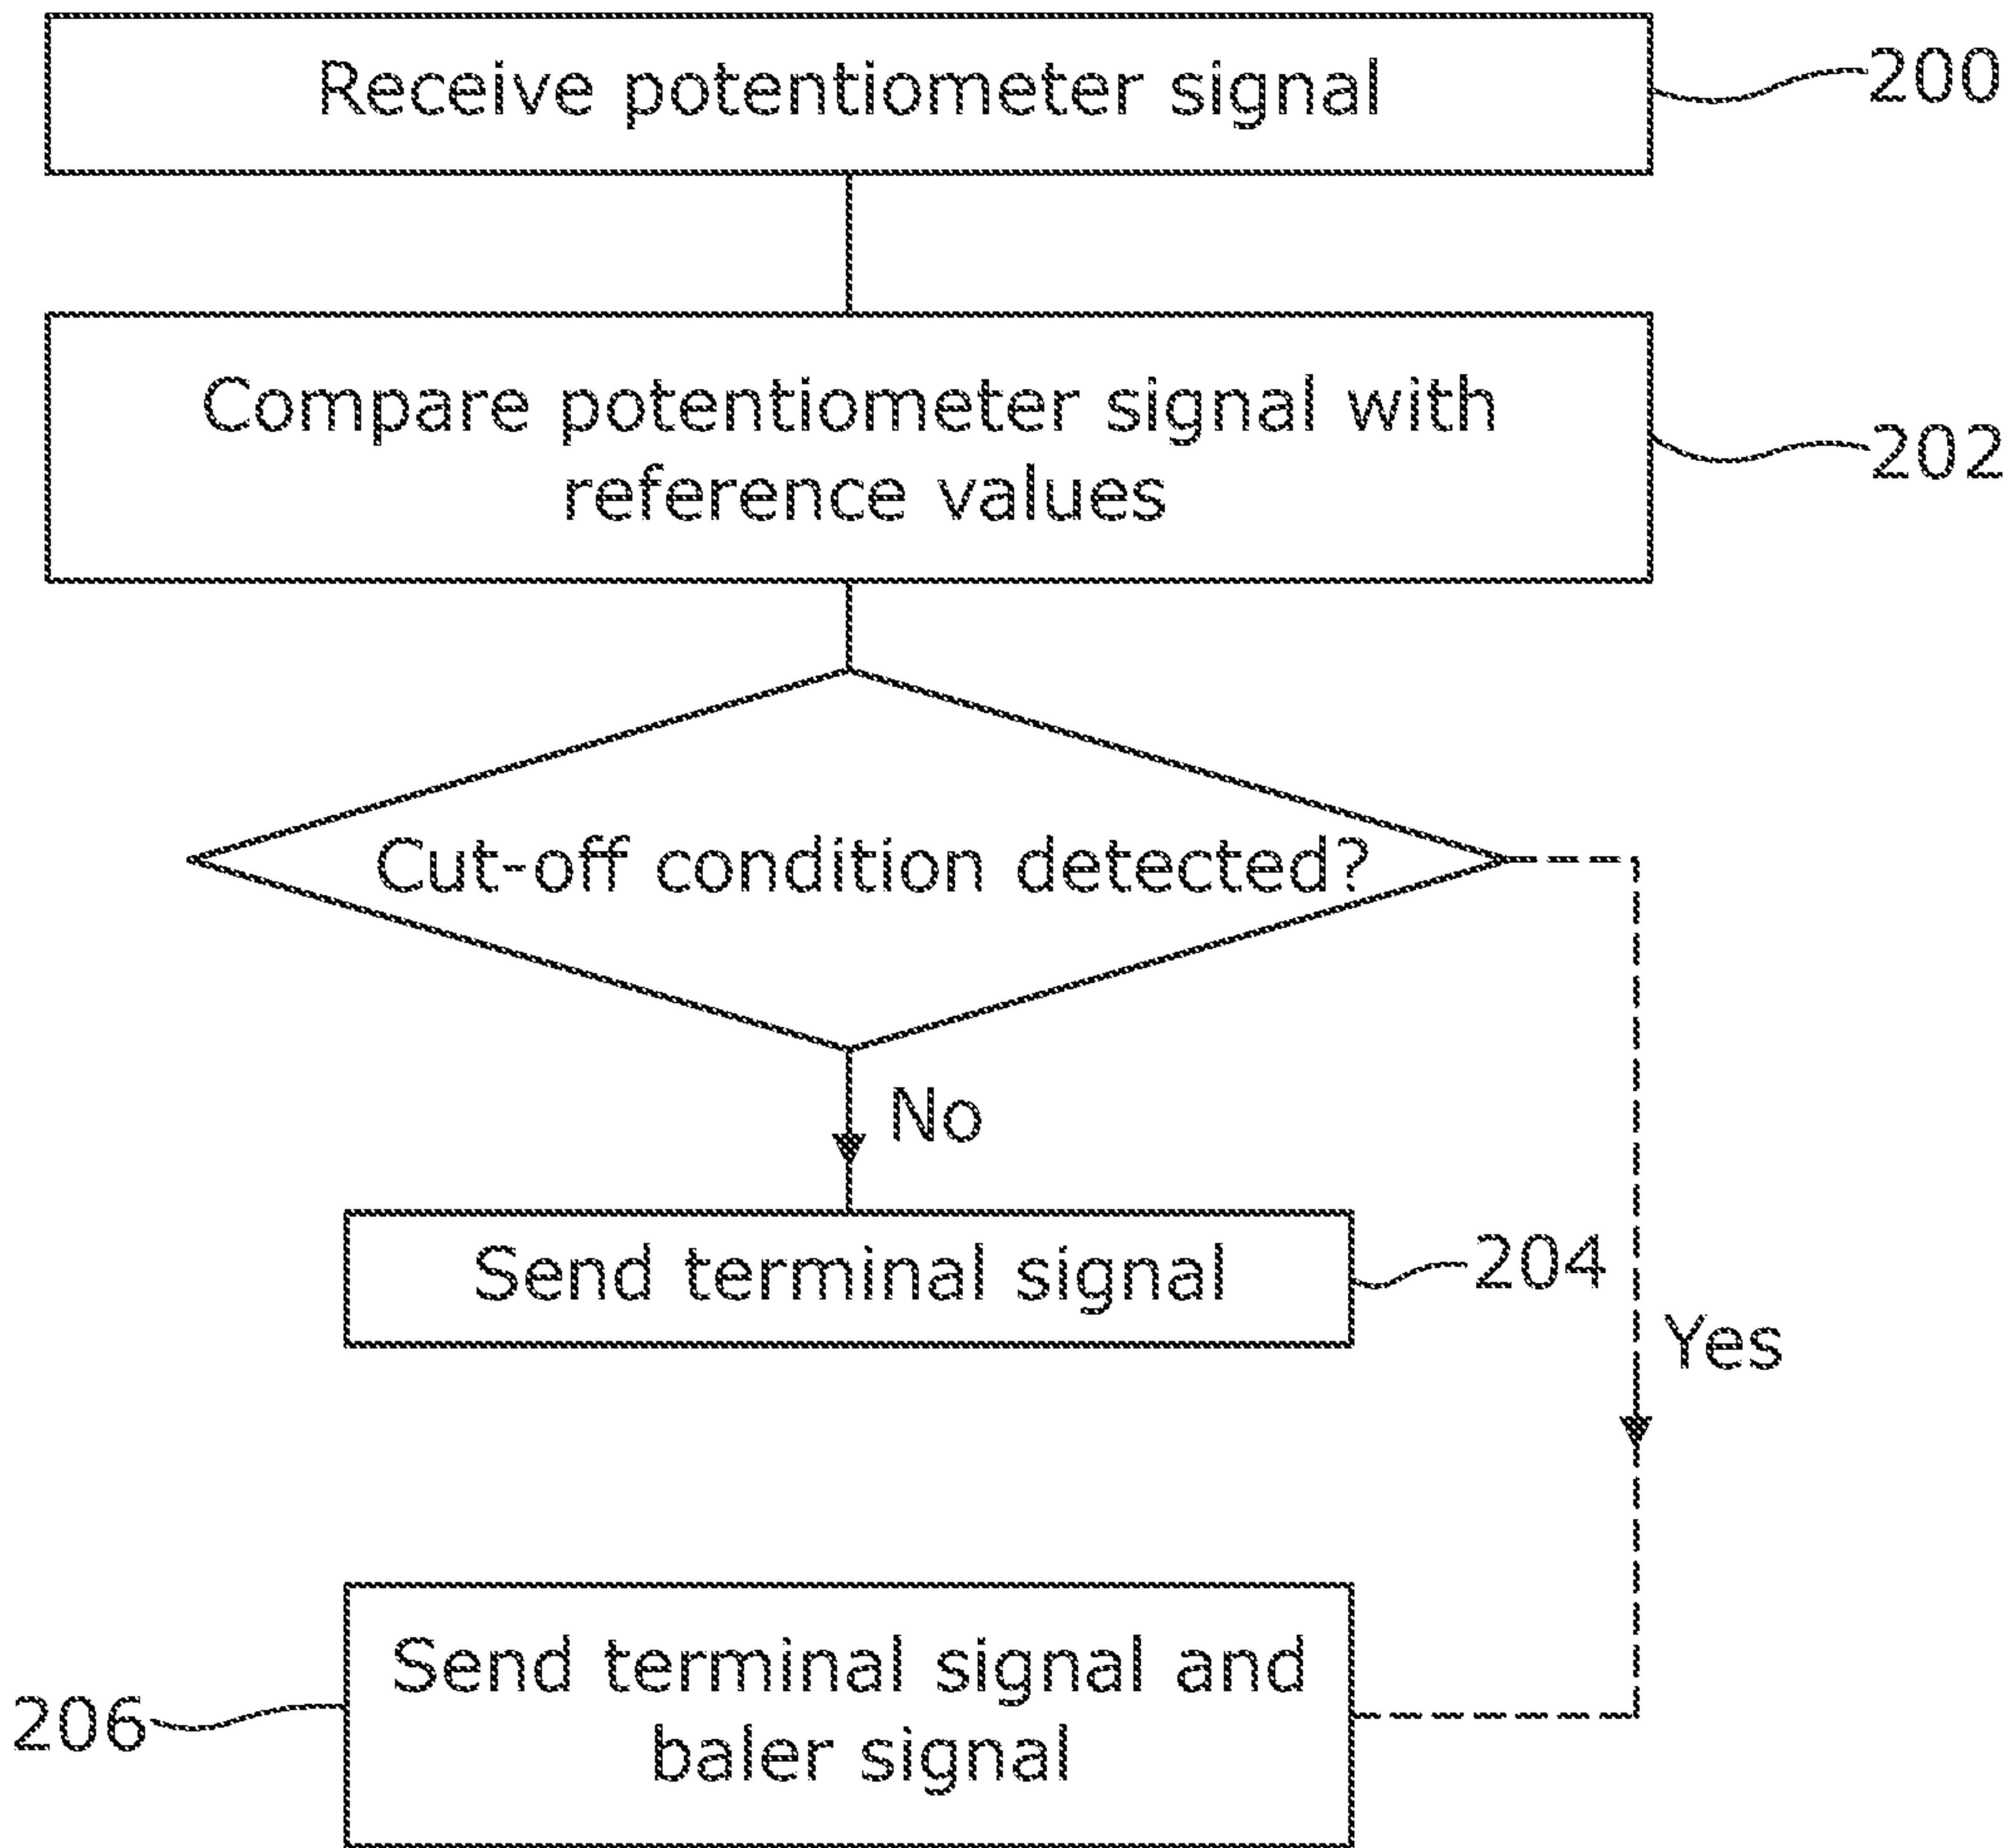 Receive potentiometer signal
200
Compare potentiometer signal with
reference values
202
Cut-off condition detected?
No
Send terminal signal
204
Yes
Send terminal signal and
baler signal
206